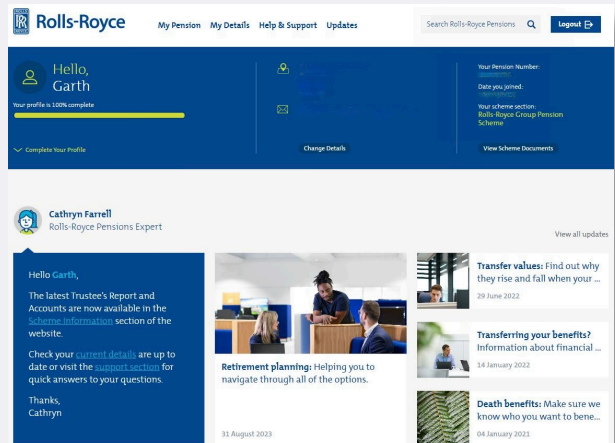 ROLLS
RR
ROYCE
Rolls-Royce
My Pension
My Details
Help & Support
Updates
Search Rolls-Royce Pensions
Logout
Hello,
Garth
Your profile is 100% complete
Complete Your Profile
Change Details
Your Pension Number:
Date you joined:
Your scheme section:
Rolls-Royce Group Pension
Scheme
View Scheme Documents
Cathryn Farrell
Rolls-Royce Pensions Expert
View all updates
Hello Garth,
The latest Trustee's Report and
Accounts are now available in the
Scheme Information section of the
website.
Check your current details are up to
date or visit the support section for
quick answers to your questions.
Thanks,
Cathryn
Retirement planning: Helping you to
navigate through all of the options.
31 August 2023
Transfer values: Find out why
they rise and fall when your ...
29 June 2022
Transferring your benefits?
Information about financial ...
14 January 2022
Death benefits: Make sure we
know who you want to bene...
04 January 2021